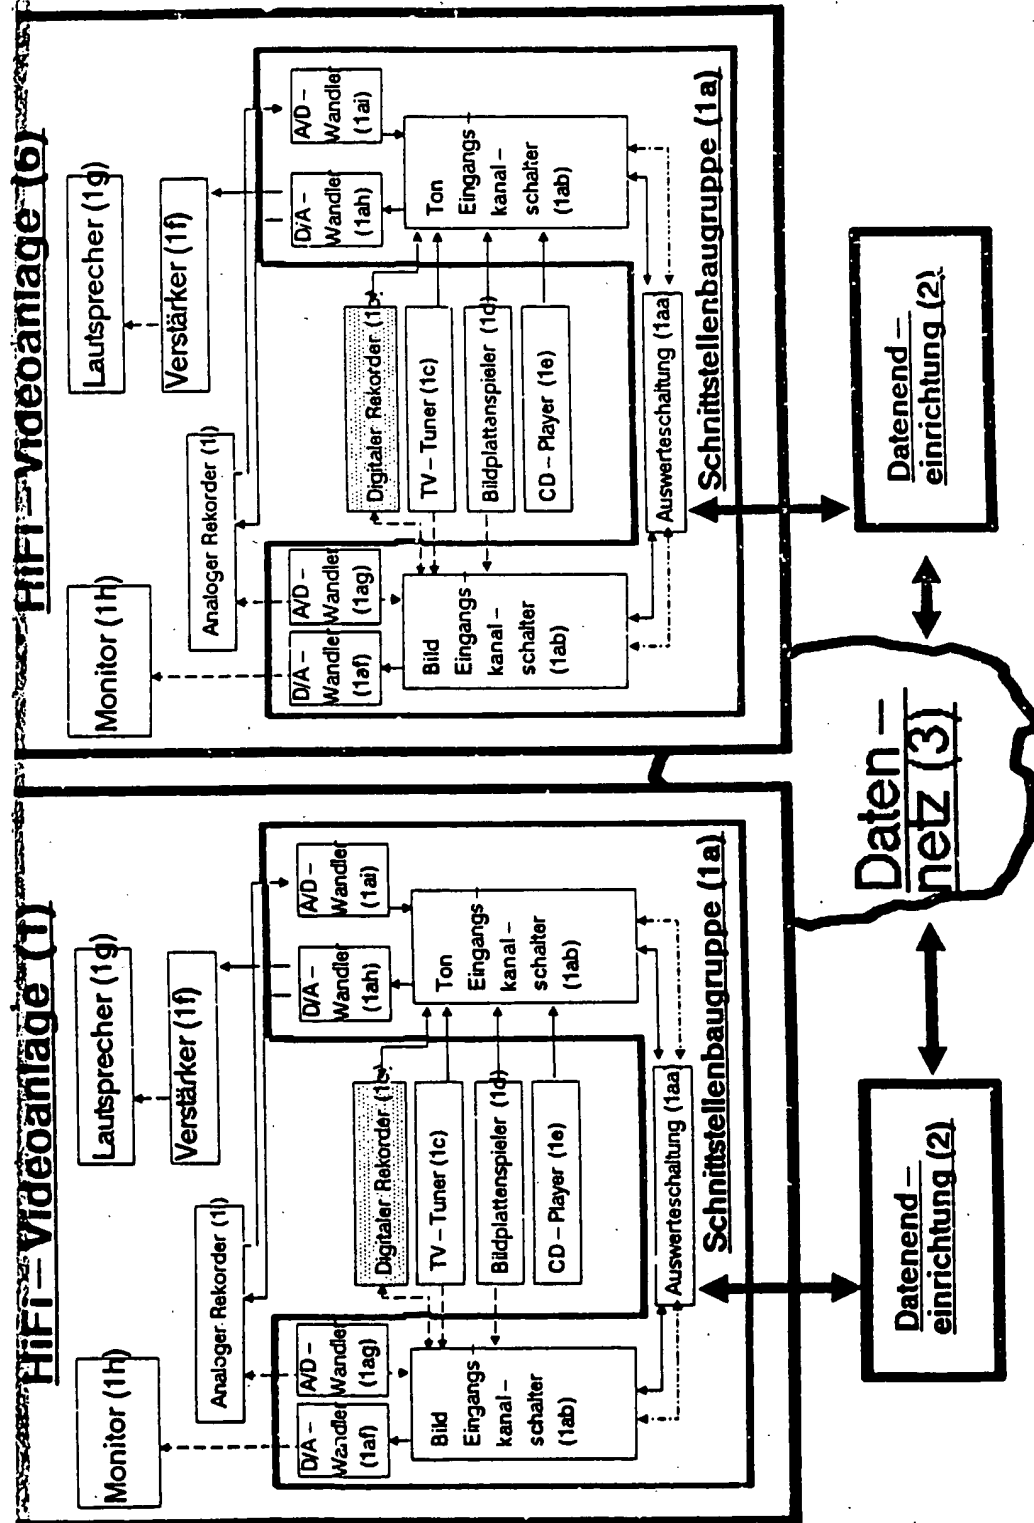 HiFi – Videoanlage (1)
Monitor (1h)
Lautsprecher (1g)
Verstärker (1f)
Analoger Rekorder (1i)
D/A –
Wandler
(1af)
A/D –
Wandler
(1ag)
D/A –
Wandler
(1ah)
A/D –
Wandler
(1ai)
Bild
Eingangs –
kanal –
schalter
(1ab)
Digitaler Rekorder
TV – Tuner (1c)
Bildplattenspieler (1d)
CD – Player (1e)
Ton
Eingangs –
kanal –
schalter
(1ab)
Auswerteschaltung (1aa)
Schnittstellenbaugruppe (1a)
Datenend –
einrichtung (2)
HiFi – Videoanlage (6)
Monitor (1h)
Lautsprecher (1g)
Verstärker (1f)
Analoger Rekorder (1i)
D/A –
Wandler
(1af)
A/D –
Wandler
(1ag)
D/A –
Wandler
(1ah)
A/D –
Wandler
(1ai)
Bild
Eingangs –
kanal –
schalter
(1ab)
Digitaler Rekorder
TV – Tuner (1c)
Bildplattanspieler (1d)
CD – Player (1e)
Ton
Eingangs –
kanal –
schalter
(1ab)
Auswerteschaltung (1aa)
Schnittstellenbaugruppe (1a)
Datenend –
einrichtung (2)
Daten –
netz (3)